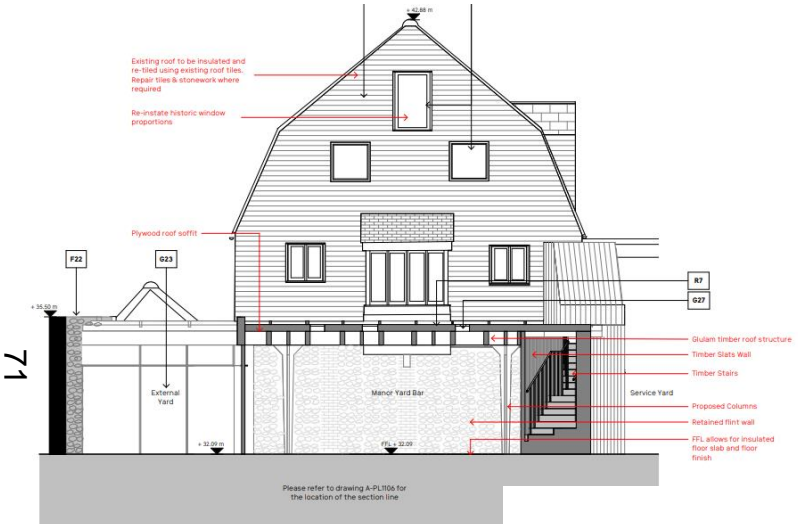 + 42.88 m
Existing roof to be insulated and
re-tiled using existing roof tiles.
Repair tiles & stonework where
required
Re-instate historic window
proportions
Plywood roof soffit
F22
G23
R7
G27
+ 35.50 m
Glulam timber roof structure
Timber Slats Wall
Timber Stairs
71
External
Yard
Manor Yard Bar
Service Yard
Proposed Columns
Retained flint wall
+ 32.09 m
FFL + 32.09
FFL allows for insulated
floor slab and floor
finish
Please refer to drawing A-PL1106 for
the location of the section line